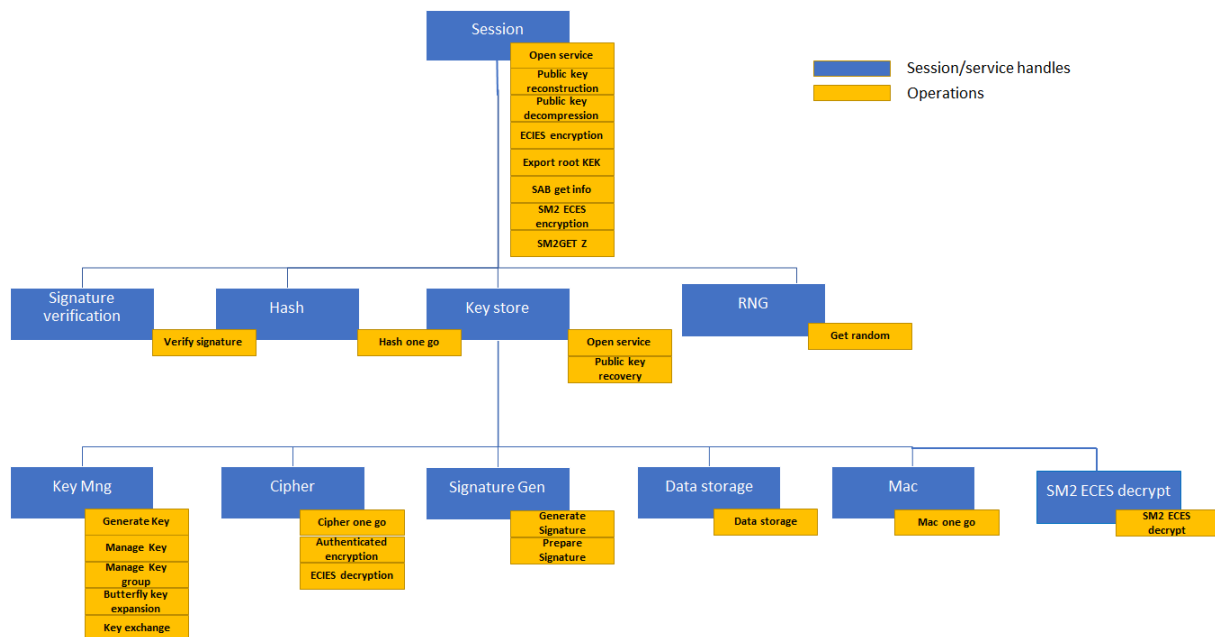 Session
Open service
Public key
reconstruction
Public key
decompression
ECIES encryption
Export root KEK
SAB get info
SM2 ECES
encryption
SM2GET Z
Session/service handles
Operations
Signature
verification
Verify signature
Hash
Hash one go
Key store
Open service
Public key
recovery
RNG
Get random
Key Mng
Generate Key
Manage Key
Manage Key
group
Butterfly key
expansion
Key exchange
Cipher
Cipher one go
Authenticated
encryption
ECIES decryption
Signature Gen
Generate
Signature
Prepare
Signature
Data storage
Data storage
Mac
Mac one go
SM2 ECES decrypt
SM2 ECES
decrypt